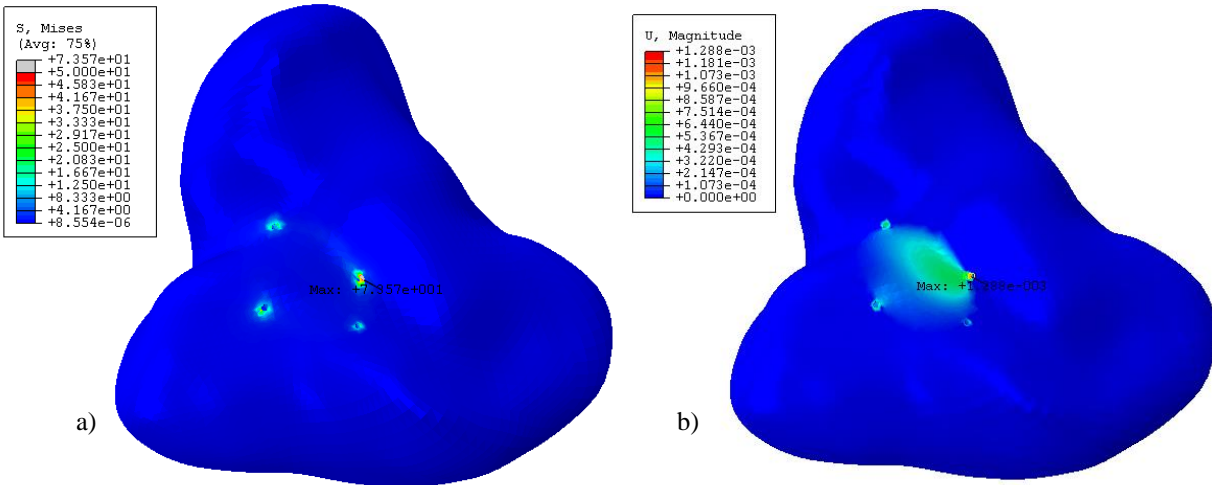 S, Mises
(Avg: 75%)
+7.357e+01
+5.000e+01
+4.583e+01
+4.167e+01
+3.750e+01
+3.333e+01
+2.917e+01
+2.500e+01
+2.083e+01
+1.667e+01
+1.250e+01
+8.333e+00
+4.167e+00
+8.554e-06
Max: +7.357e+001
a)
U, Magnitude
+1.288e-03
+1.181e-03
+1.073e-03
+9.660e-04
+8.587e-04
+7.514e-04
+6.440e-04
+5.367e-04
+4.293e-04
+3.220e-04
+2.147e-04
+1.073e-04
+0.000e+00
Max: +1.288e-003
b)